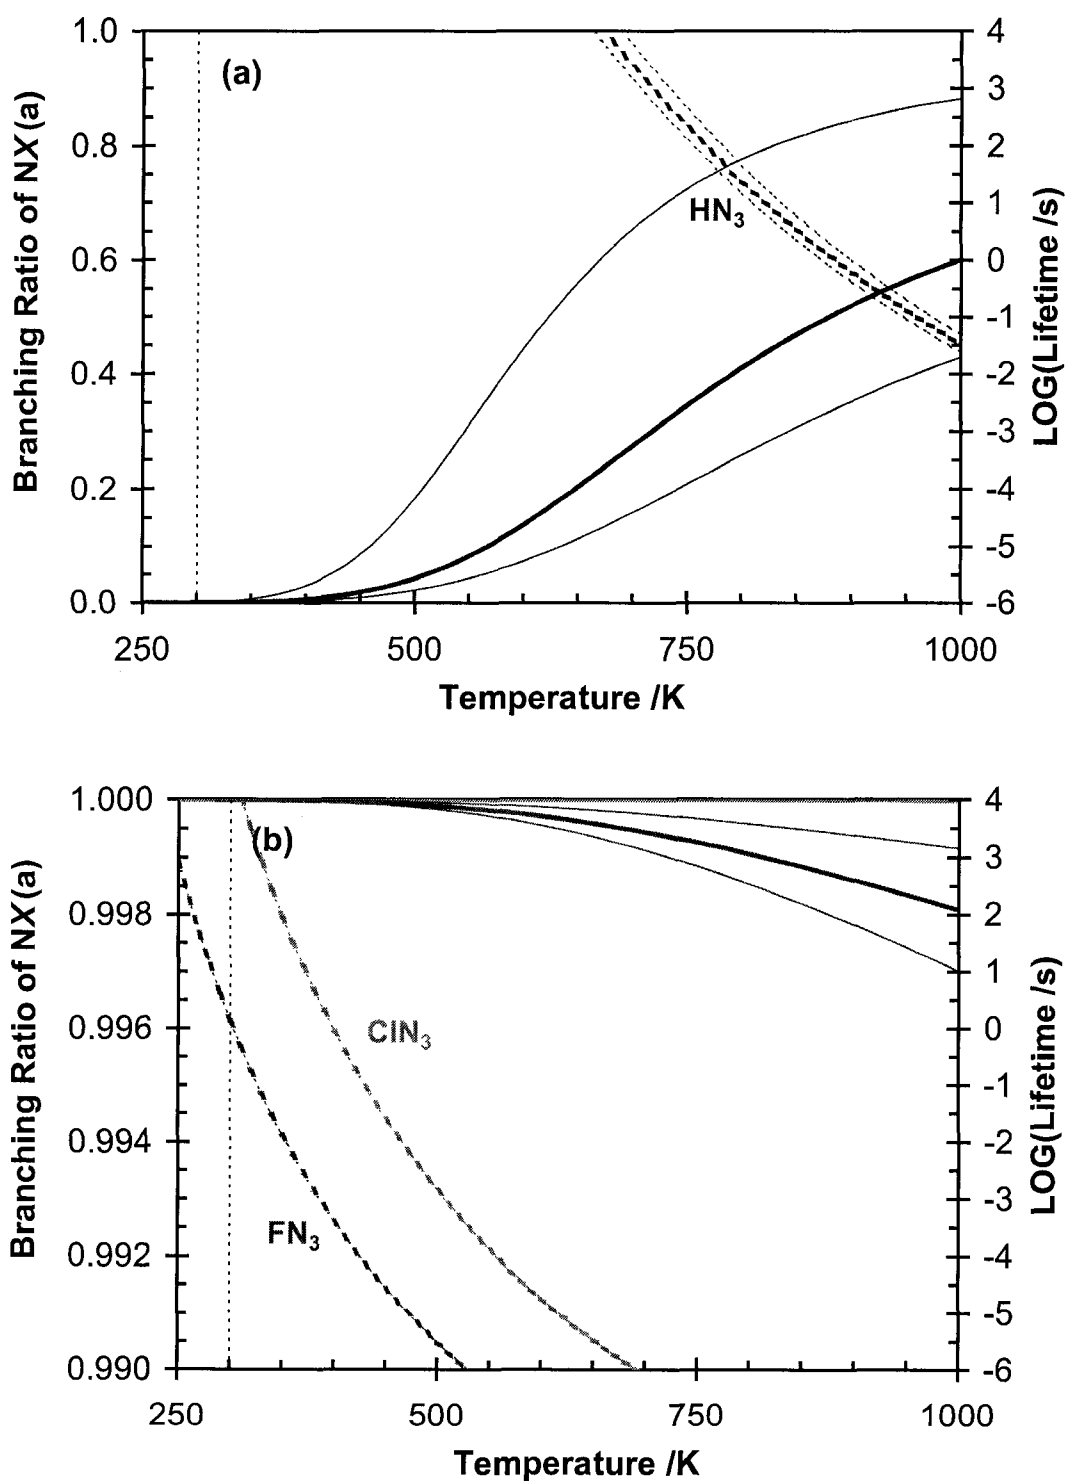 (a)
Branching Ratio of NX(a)
1.0
0.8
0.6
0.4
0.2
0.0
HN₃
4
3
2
1
0
-1
-2
-3
-4
-5
-6
LOG(Lifetime /s)
250 500 750 1000
Temperature /K
(b)
Branching Ratio of NX(a)
1.000
0.998
0.996
0.994
0.992
0.990
ClN₃
FN₃
4
3
2
1
0
-1
-2
-3
-4
-5
-6
LOG(Lifetime /s)
250 500 750 1000
Temperature /K